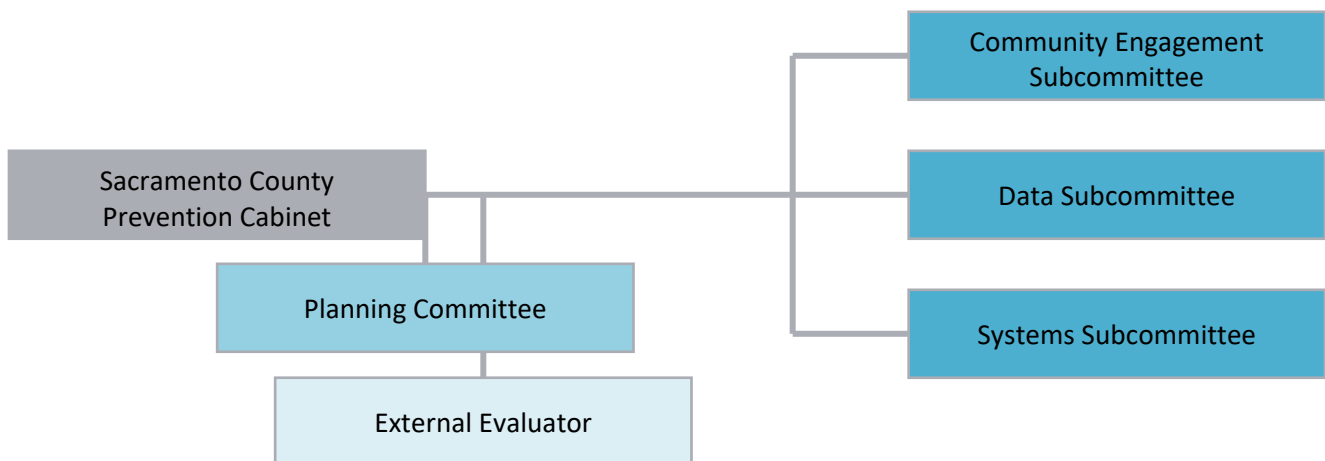 Community Engagement
Subcommittee
Sacramento County
Prevention Cabinet
Data Subcommittee
Planning Committee
Systems Subcommittee
External Evaluator